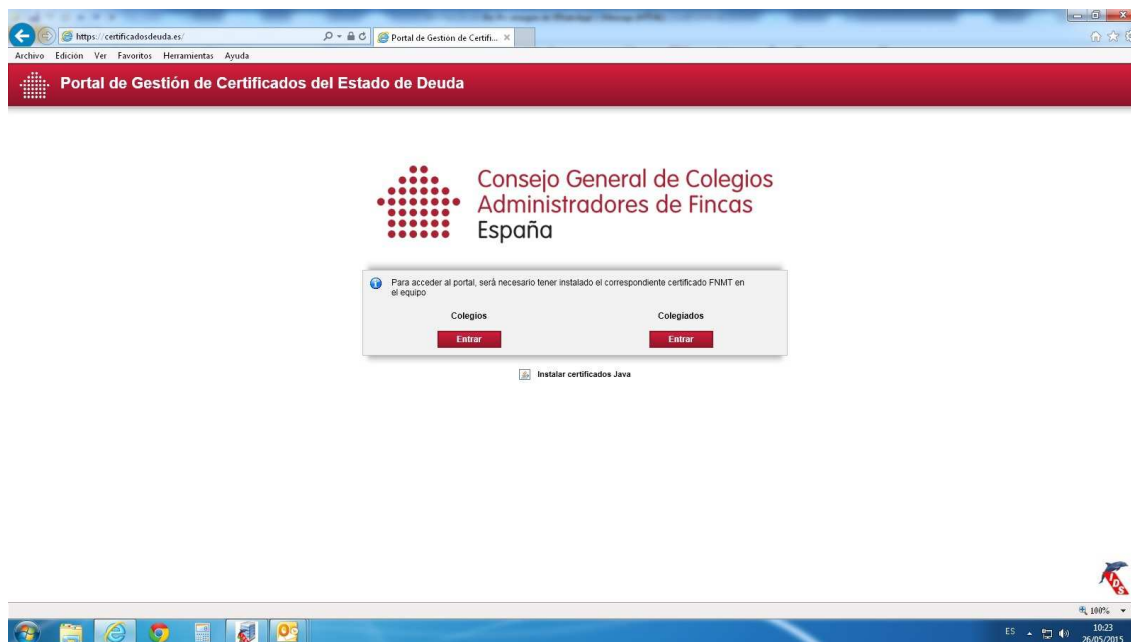 https://certificadosdeuda.es/
Portal de Gestión de Certifi...
Archivo Edición Ver Favoritos Herramientas Ayuda
Portal de Gestión de Certificados del Estado de Deuda
Consejo General de Colegios
Administradores de Fincas
España
Para acceder al portal, será necesario tener instalado el correspondiente certificado FNMT en
el equipo
Colegios Colegiados
Entrar Entrar
Instalar certificados Java
IDS
100%
ES
10:23
26/05/2015